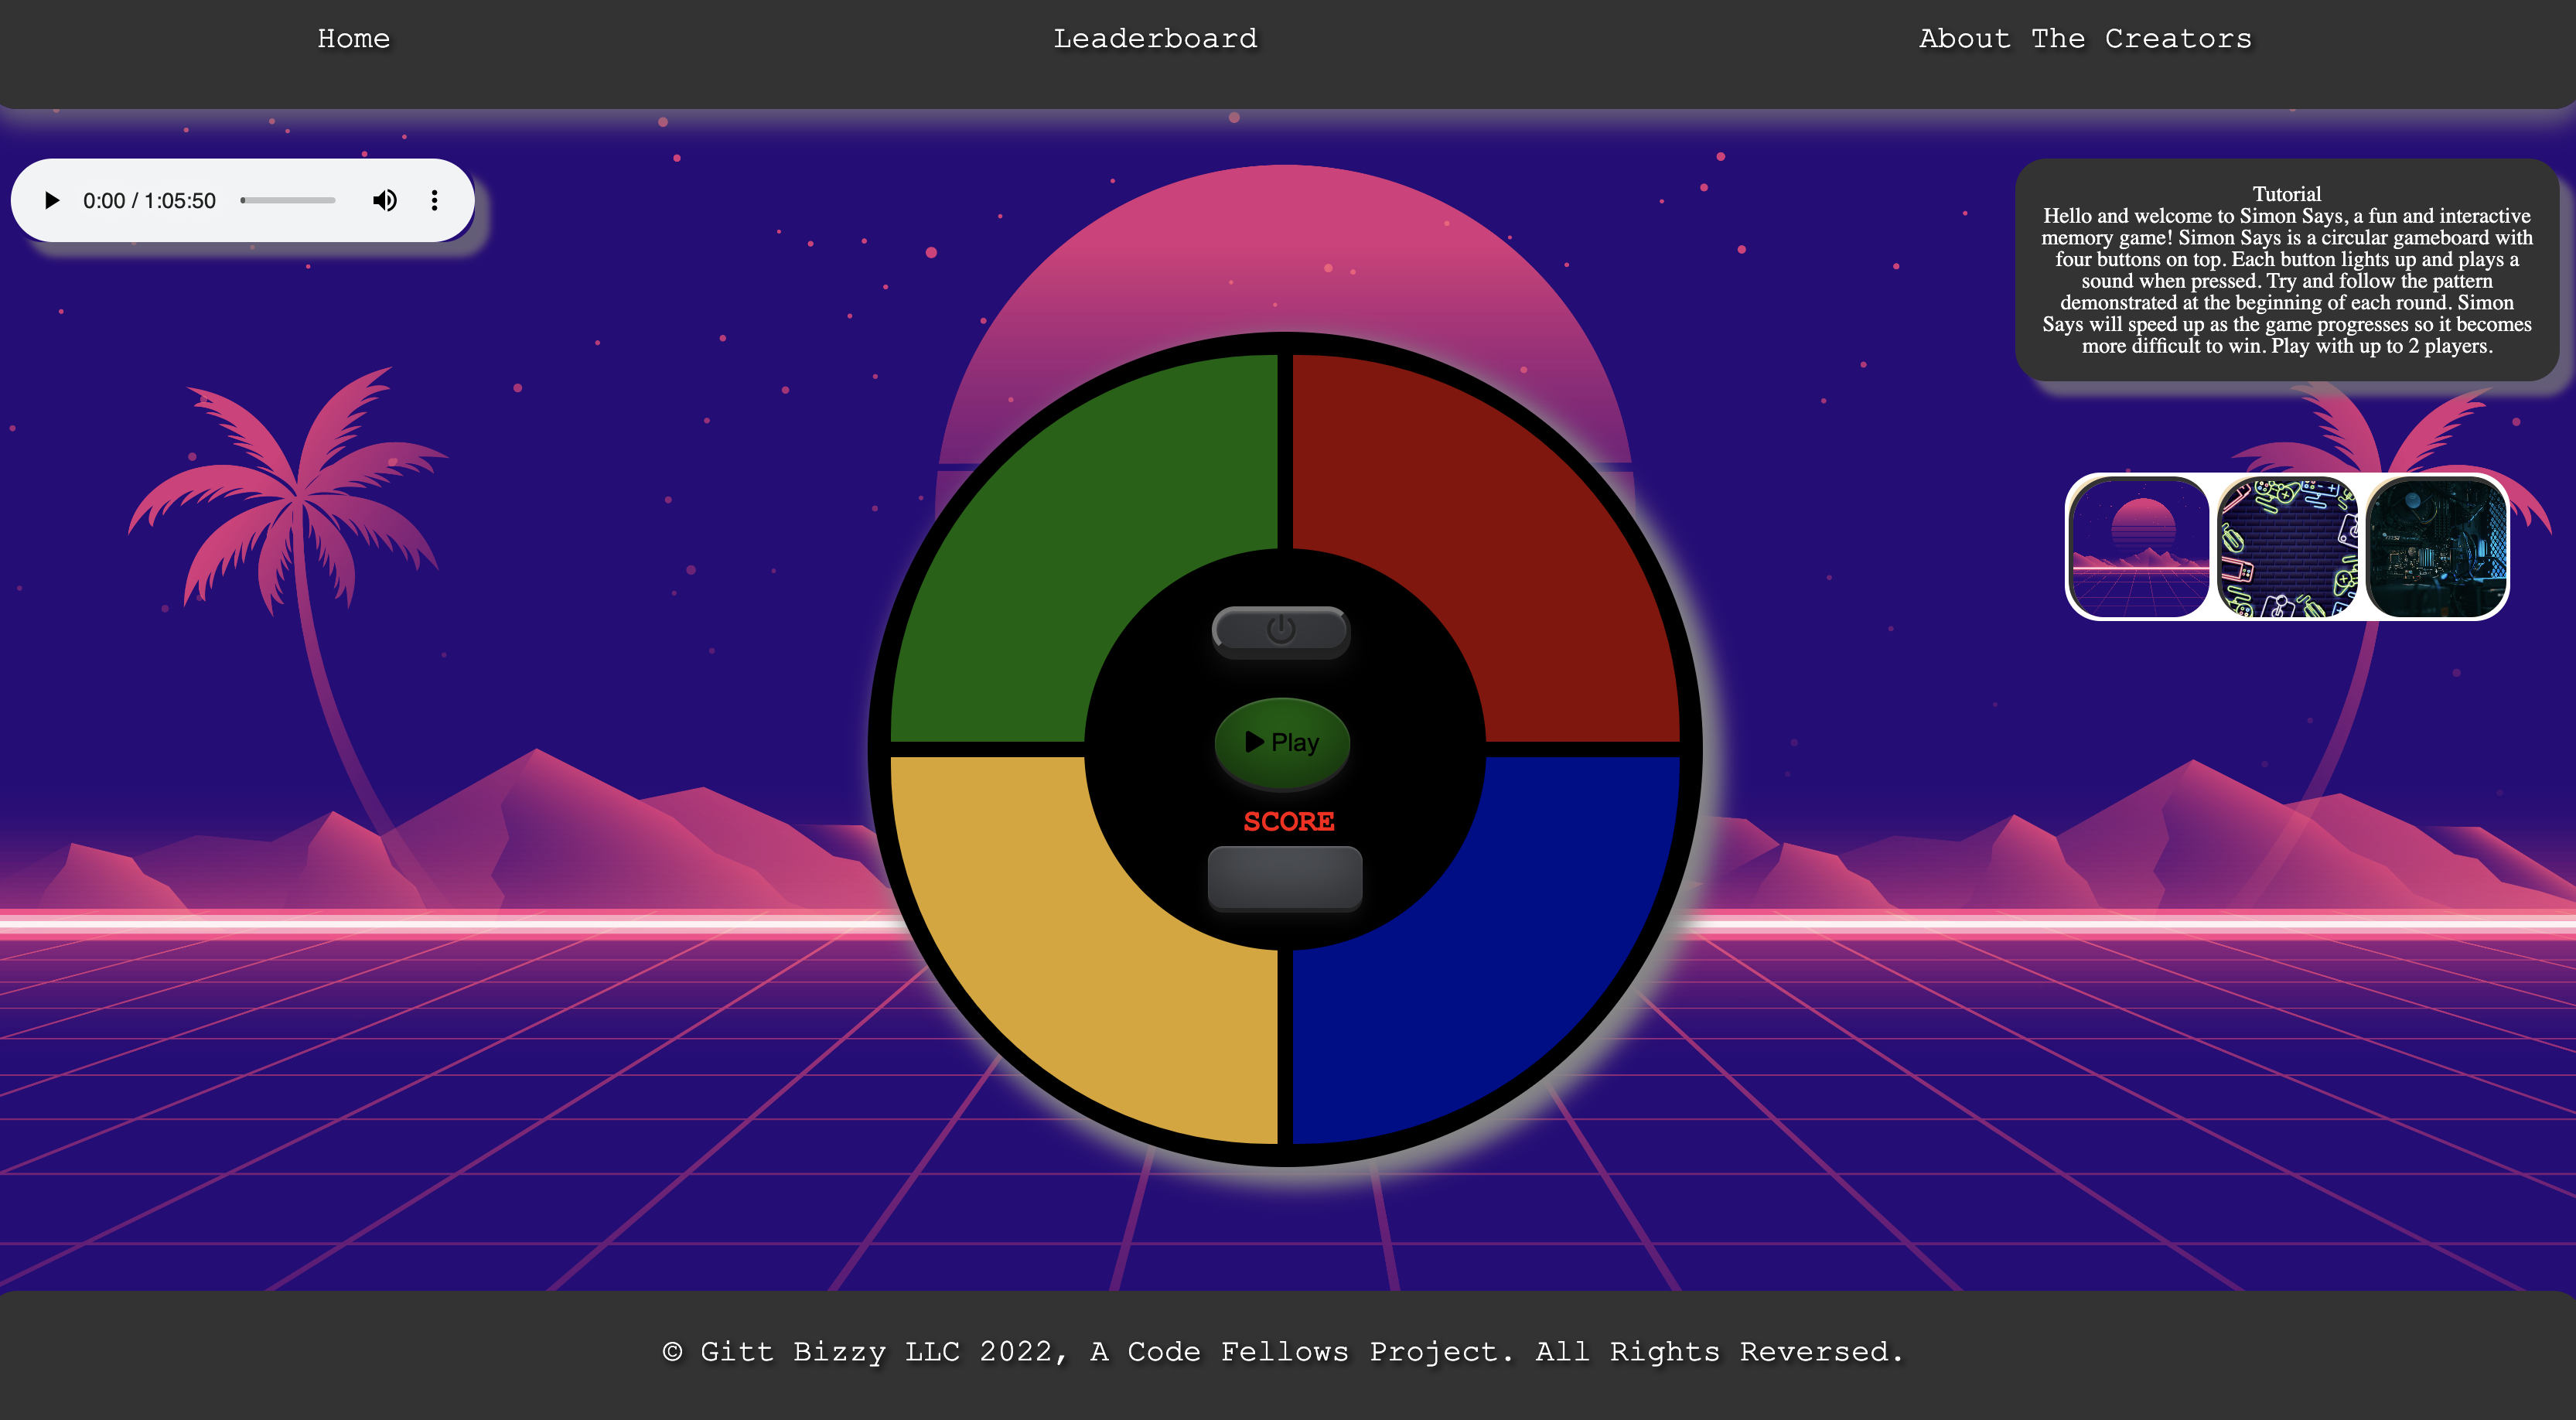 Home
Leaderboard
About The Creators
0:00 / 1:05:50
Tutorial
Hello and welcome to Simon Says, a fun and interactive
memory game! Simon Says is a circular gameboard with
four buttons on top. Each button lights up and plays a
sound when pressed. Try and follow the pattern
demonstrated at the beginning of each round. Simon
Says will speed up as the game progresses so it becomes
more difficult to win. Play with up to 2 players.
Play
SCORE
© Gitt Bizzy LLC 2022, A Code Fellows Project. All Rights Reversed.